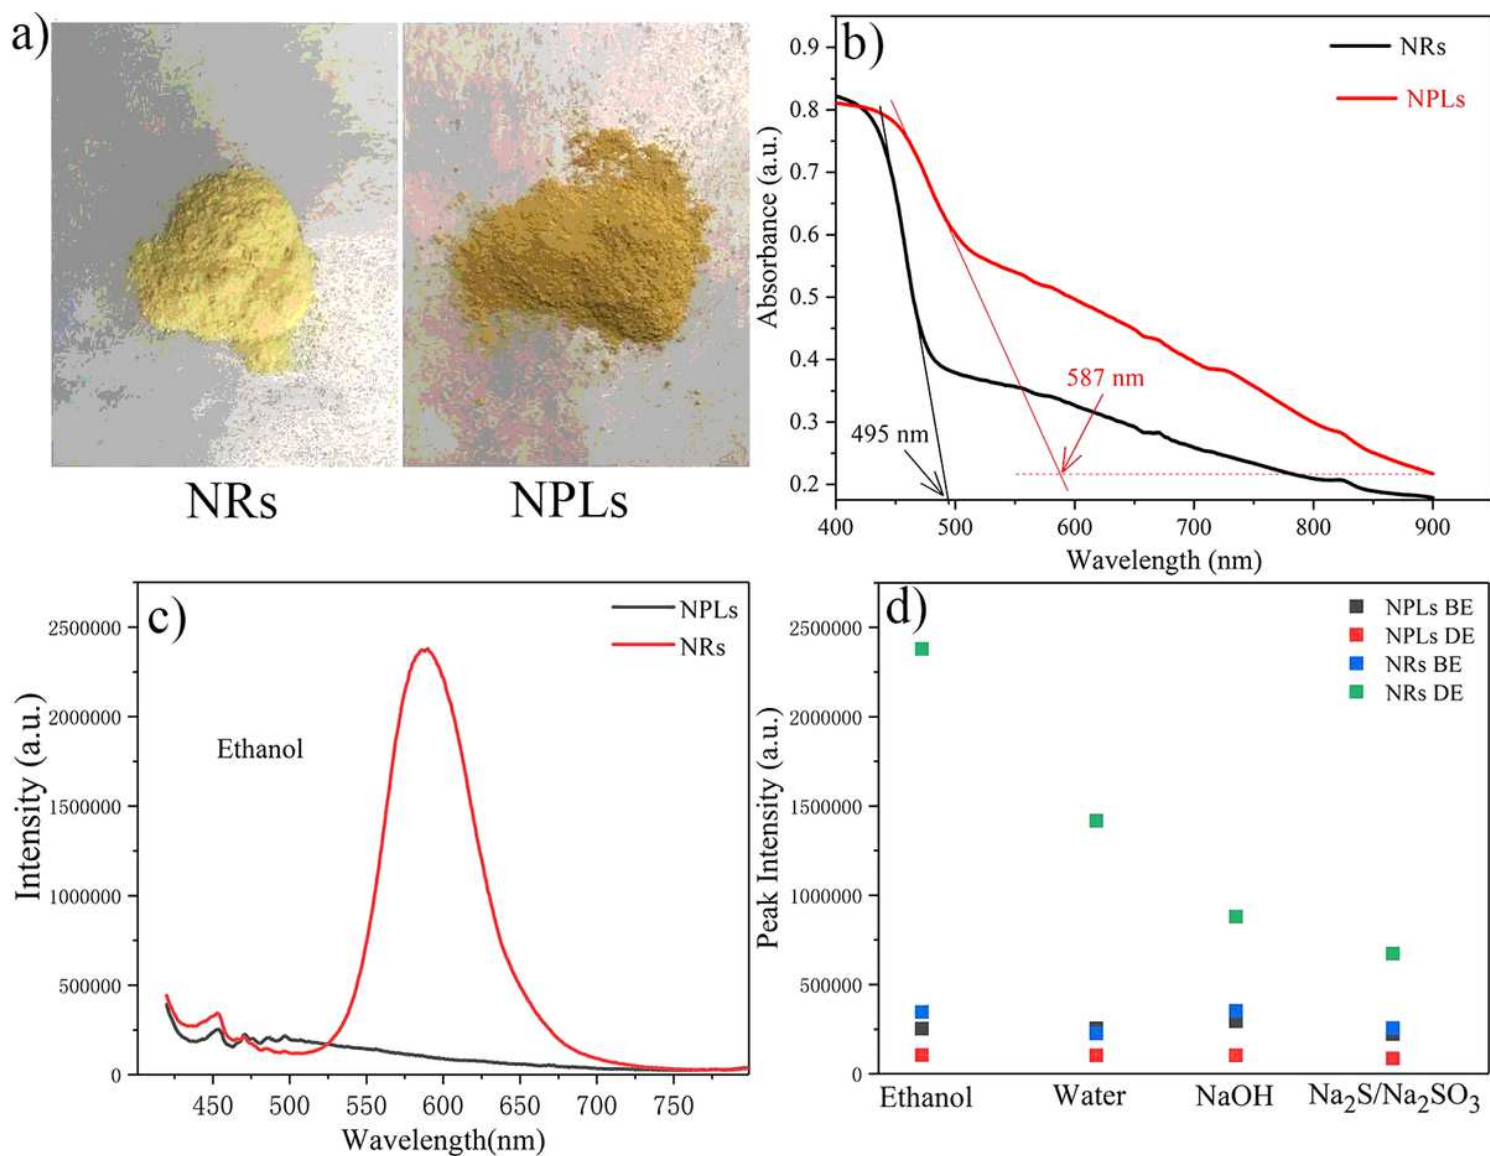 a)
NRs
NPLs
b)
NRs
NPLs
0.9
0.8
0.7
0.6
0.5
0.4
0.3
0.2
Absorbance (a.u.)
587 nm
495 nm
400 500 600 700 800 900
Wavelength (nm)
c)
NPLs
NRs
2500000
2000000
1500000
1000000
500000
0
Intensity (a.u.)
Ethanol
450 500 550 600 650 700 750
Wavelength(nm)
d)
NPLs BE
NPLs DE
NRs BE
NRs DE
2500000
2000000
1500000
1000000
500000
0
Peak Intensity (a.u.)
Ethanol Water NaOH Na₂S/Na₂SO₃